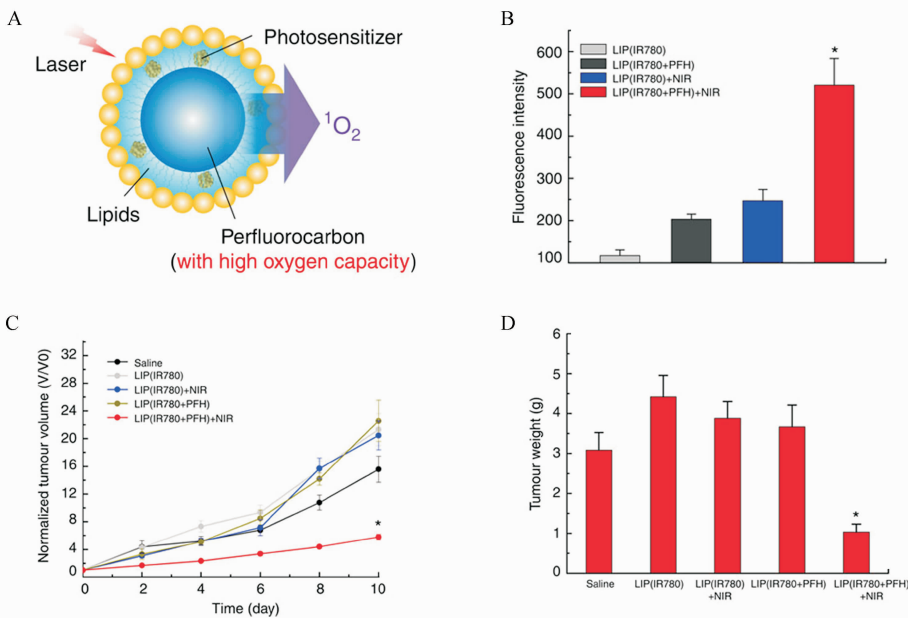 A
Photosensitizer
Laser
¹O₂
Lipids
Perfluorocarbon
(with high oxygen capacity)
B
Fluorescence intensity
600
500
400
300
200
100
LIP(IR780)
LIP(IR780+PFH)
LIP(IR780)+NIR
LIP(IR780+PFH)+NIR
*
C
Normalized tumour volume (V/V0)
32
28
24
20
16
12
8
4
0
Saline
LIP(IR780)
LIP(IR780)+NIR
LIP(IR780+PFH)
LIP(IR780+PFH)+NIR
*
0 2 4 6 8 10
Time (day)
D
Tumour weight (g)
6
5
4
3
2
1
0
*
Saline LIP(IR780) LIP(IR780) LIP(IR780+PFH) LIP(IR780+PFH)
+NIR +NIR